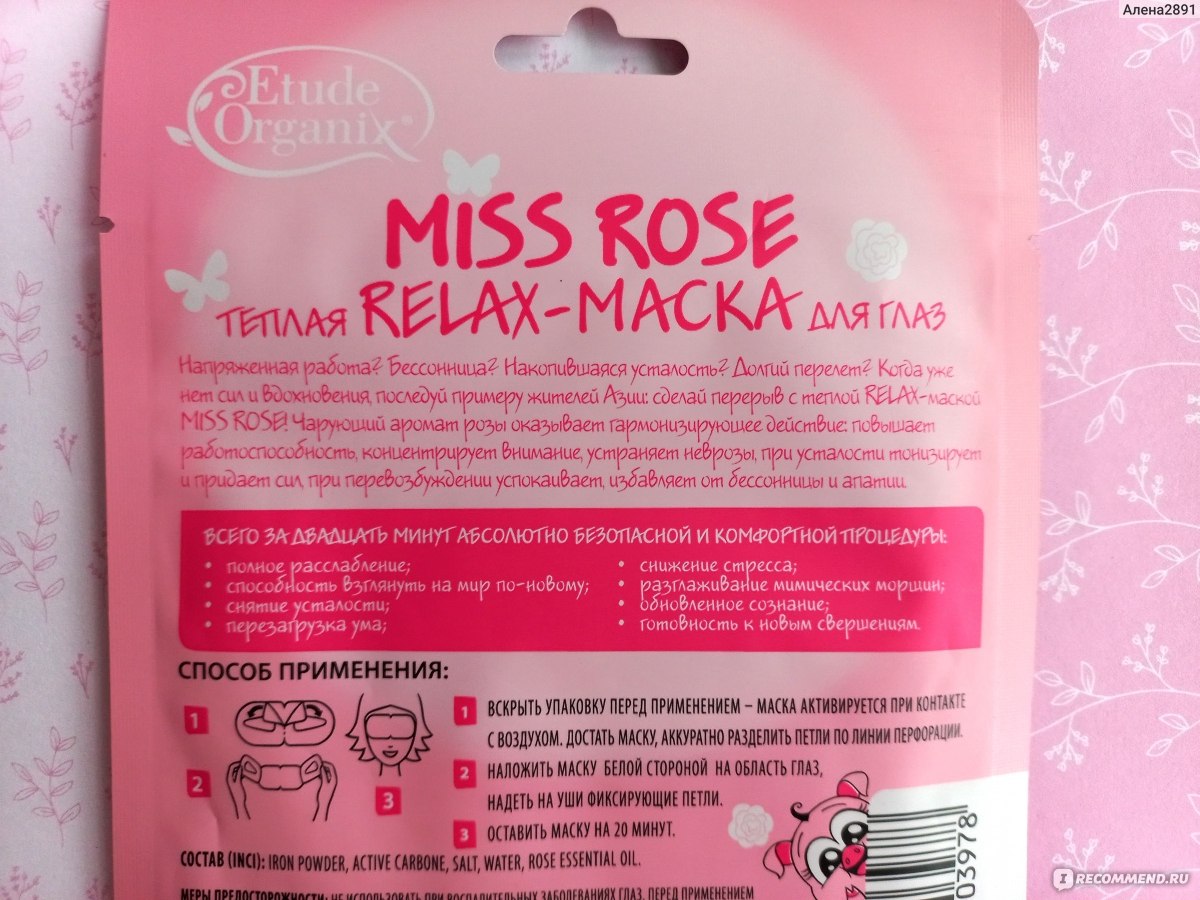 Алена2891
Etude
Organix®
MISS ROSE
ТЕПЛАЯ RELAX-МАСКА ДЛЯ ГЛАЗ
Напряженная работа? Бессонница? Накопившаяся усталость? Долгий перелет? Когда уже
нет сил и вдохновения, последуй примеру жителей Азии: сделай перерыв с теплой RELAX-маской
MISS ROSE! Чарующий аромат розы оказывает гармонизирующее действие: повышает
работоспособность, концентрирует внимание, устраняет неврозы, при усталости тонизирует
и придает сил, при перевозбуждении успокаивает, избавляет от бессонницы и апатии.
ВСЕГО ЗА ДВАДЦАТЬ МИНУТ АБСОЛЮТНО БЕЗОПАСНОЙ И КОМФОРТНОЙ ПРОЦЕДУРЫ:
• полное расслабление;
• способность взглянуть на мир по-новому;
• снятие усталости;
• перезагрузка ума;
• снижение стресса;
• разглаживание мимических морщин;
• обновленное сознание;
• готовность к новым свершениям.
СПОСОБ ПРИМЕНЕНИЯ:
1
2
3
1 ВСКРЫТЬ УПАКОВКУ ПЕРЕД ПРИМЕНЕНИЕМ – МАСКА АКТИВИРУЕТСЯ ПРИ КОНТАКТЕ
С ВОЗДУХОМ. ДОСТАТЬ МАСКУ, АККУРАТНО РАЗДЕЛИТЬ ПЕТЛИ ПО ЛИНИИ ПЕРФОРАЦИИ.
2 НАЛОЖИТЬ МАСКУ БЕЛОЙ СТОРОНОЙ НА ОБЛАСТЬ ГЛАЗ,
НАДЕТЬ НА УШИ ФИКСИРУЮЩИЕ ПЕТЛИ.
3 ОСТАВИТЬ МАСКУ НА 20 МИНУТ.
СОСТАВ (INCI): IRON POWDER, ACTIVE CARBONE, SALT, WATER, ROSE ESSENTIAL OIL.
МЕРЫ ПРЕДОСТОРОЖНОСТИ: НЕ ИСПОЛЬЗОВАТЬ ПРИ ВОСПАЛИТЕЛЬНЫХ ЗАБОЛЕВАНИЯХ ГЛАЗ. ПЕРЕД ПРИМЕНЕНИЕМ
03978
IRECOMMEND.RU